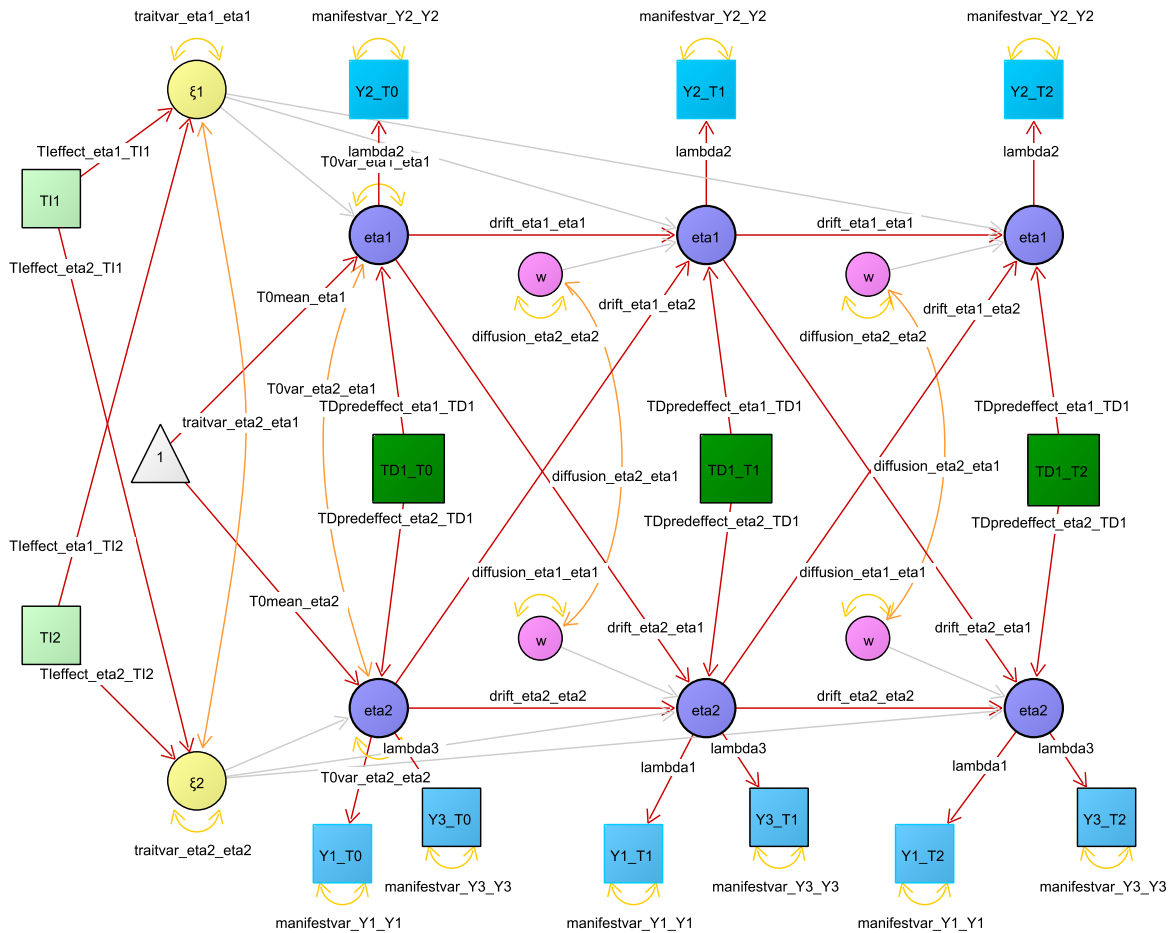 traitvar_eta1_eta1
manifestvar_Y2_Y2
manifestvar_Y2_Y2
manifestvar_Y2_Y2
ξ1
Y2_T0
Y2_T1
Y2_T2
TIeffect_eta1_TI1
lambda2
lambda2
lambda2
T0var_eta1_eta1
TI1
eta1
drift_eta1_eta1
eta1
drift_eta1_eta1
eta1
TIeffect_eta2_TI1
w
w
T0mean_eta1
drift_eta1_eta2
drift_eta1_eta2
diffusion_eta2_eta2
diffusion_eta2_eta2
T0var_eta2_eta1
TDpredeffect_eta1_TD1
TDpredeffect_eta1_TD1
TDpredeffect_eta1_TD1
traitvar_eta2_eta1
1
TD1_T0
TD1_T1
TD1_T2
diffusion_eta2_eta1
diffusion_eta2_eta1
TDpredeffect_eta2_TD1
TDpredeffect_eta2_TD1
TDpredeffect_eta2_TD1
TIeffect_eta1_TI2
diffusion_eta1_eta1
diffusion_eta1_eta1
T0mean_eta2
drift_eta2_eta1
drift_eta2_eta1
TI2
w
w
TIeffect_eta2_TI2
eta2
drift_eta2_eta2
eta2
drift_eta2_eta2
eta2
lambda3
lambda3
lambda3
lambda1
lambda1
T0var_eta2_eta2
ξ2
Y3_T0
Y3_T1
Y3_T2
traitvar_eta2_eta2
Y1_T0
Y1_T1
Y1_T2
manifestvar_Y3_Y3
manifestvar_Y3_Y3
manifestvar_Y3_Y3
manifestvar_Y1_Y1
manifestvar_Y1_Y1
manifestvar_Y1_Y1